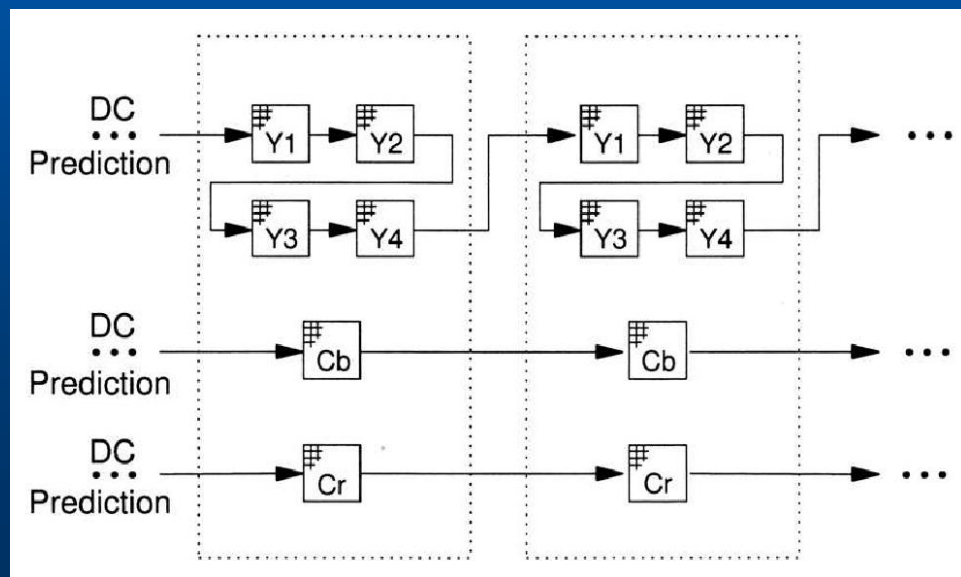 DC
• • •
Prediction
Y1
Y2
Y3
Y4
Y1
Y2
Y3
Y4
• • •
DC
• • •
Prediction
Cb
Cb
• • •
DC
• • •
Prediction
Cr
Cr
• • •